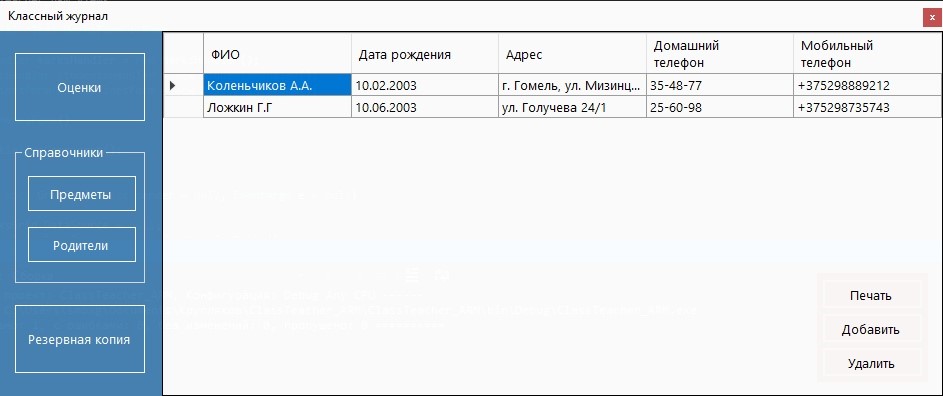 Классный журнал
x
Оценки
Справочники
Предметы
Родители
Резервная копия
ФИО Дата рождения Адрес Домашний телефон Мобильный телефон
Коленьчиков А.А. 10.02.2003 г. Гомель, ул. Мизинц... 35-48-77 +375298889212
Ложкин Г.Г 10.06.2003 ул. Голучева 24/1 25-60-98 +375298735743
Печать
Добавить
Удалить